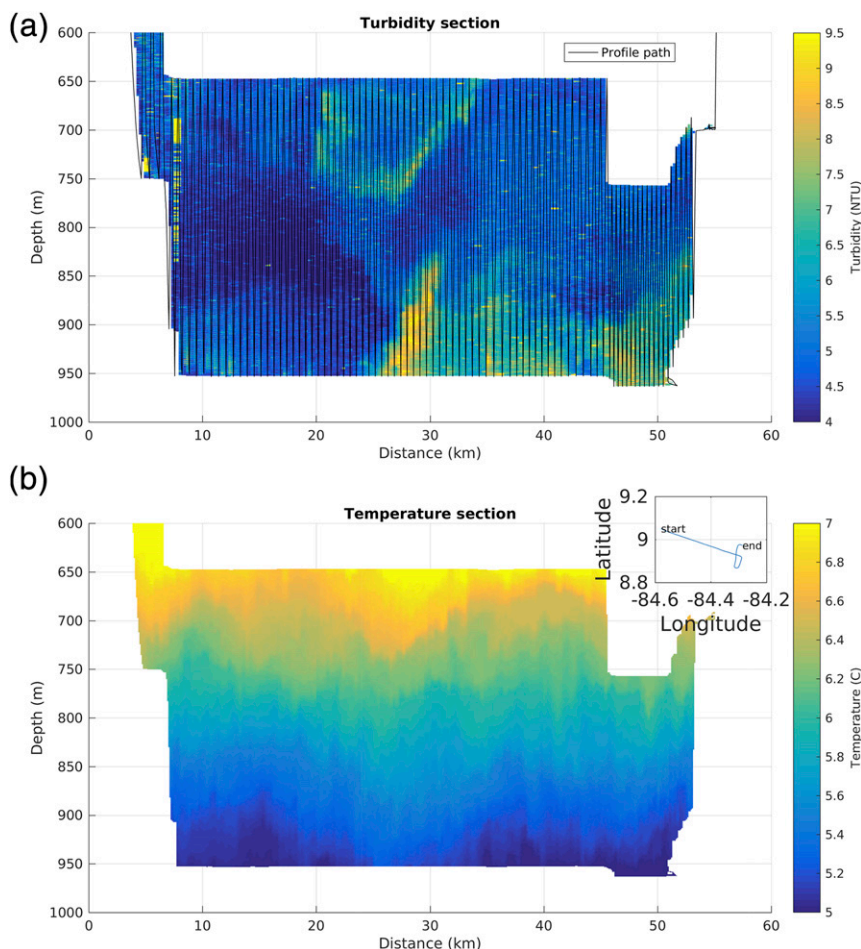 (a)
Turbidity section
Profile path
600
650
700
750
800
850
900
950
1000
Depth (m)
0 10 20 30 40 50 60
Distance (km)
9.5
9
8.5
8
7.5
7
6.5
6
5.5
5
4.5
4
Turbidity (NTU)
(b)
Temperature section
600
650
700
750
800
850
900
950
1000
Depth (m)
0 10 20 30 40 50 60
Distance (km)
9.2
9
8.8
Latitude
start
end
-84.6 -84.4 -84.2
Longitude
7
6.8
6.6
6.4
6.2
6
5.8
5.6
5.4
5.2
5
Temperature (C)